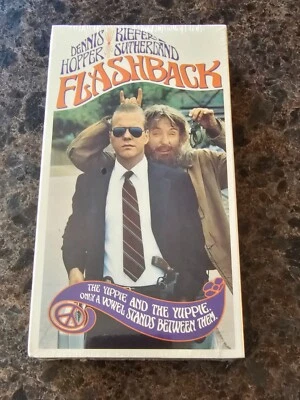 DENNIS HOPPER
KIEFER SUTHERLAND
FLASHBACK
THE YIPPIE AND THE YUPPIE.
ONLY A VOWEL STANDS BETWEEN THEM.